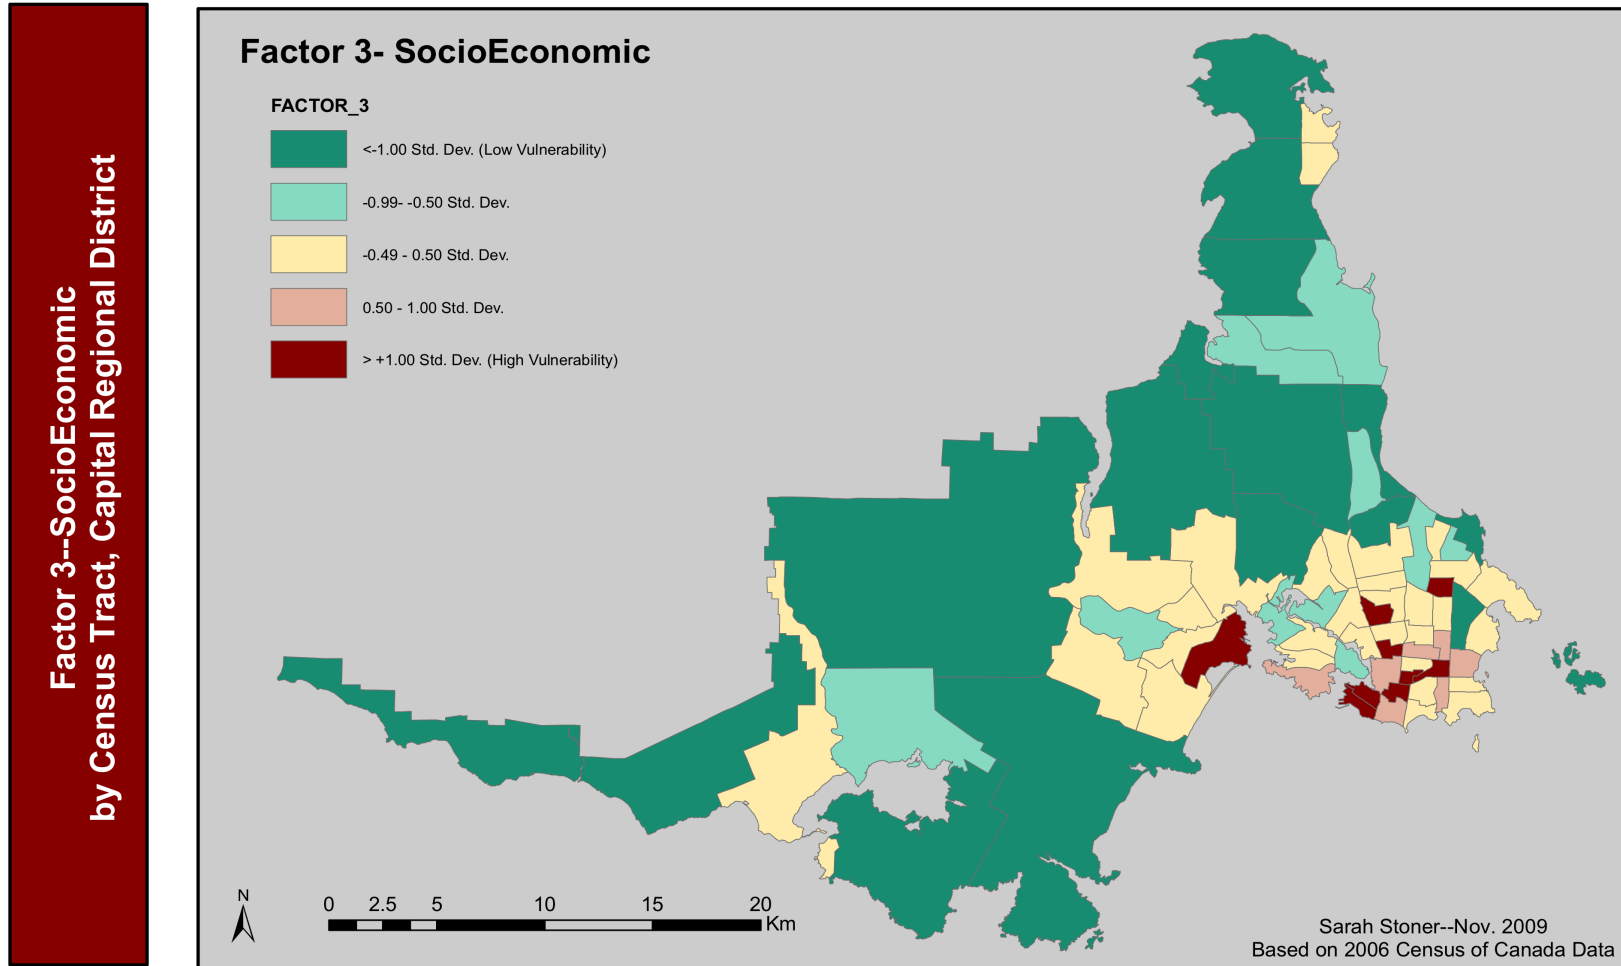 Factor 3--SocioEconomic
by Census Tract, Capital Regional District
Factor 3- SocioEconomic
FACTOR_3
<-1.00 Std. Dev. (Low Vulnerability)
-0.99- -0.50 Std. Dev.
-0.49 - 0.50 Std. Dev.
0.50 - 1.00 Std. Dev.
> +1.00 Std. Dev. (High Vulnerability)
N
0 2.5 5 10 15 20
Km
Sarah Stoner--Nov. 2009
Based on 2006 Census of Canada Data